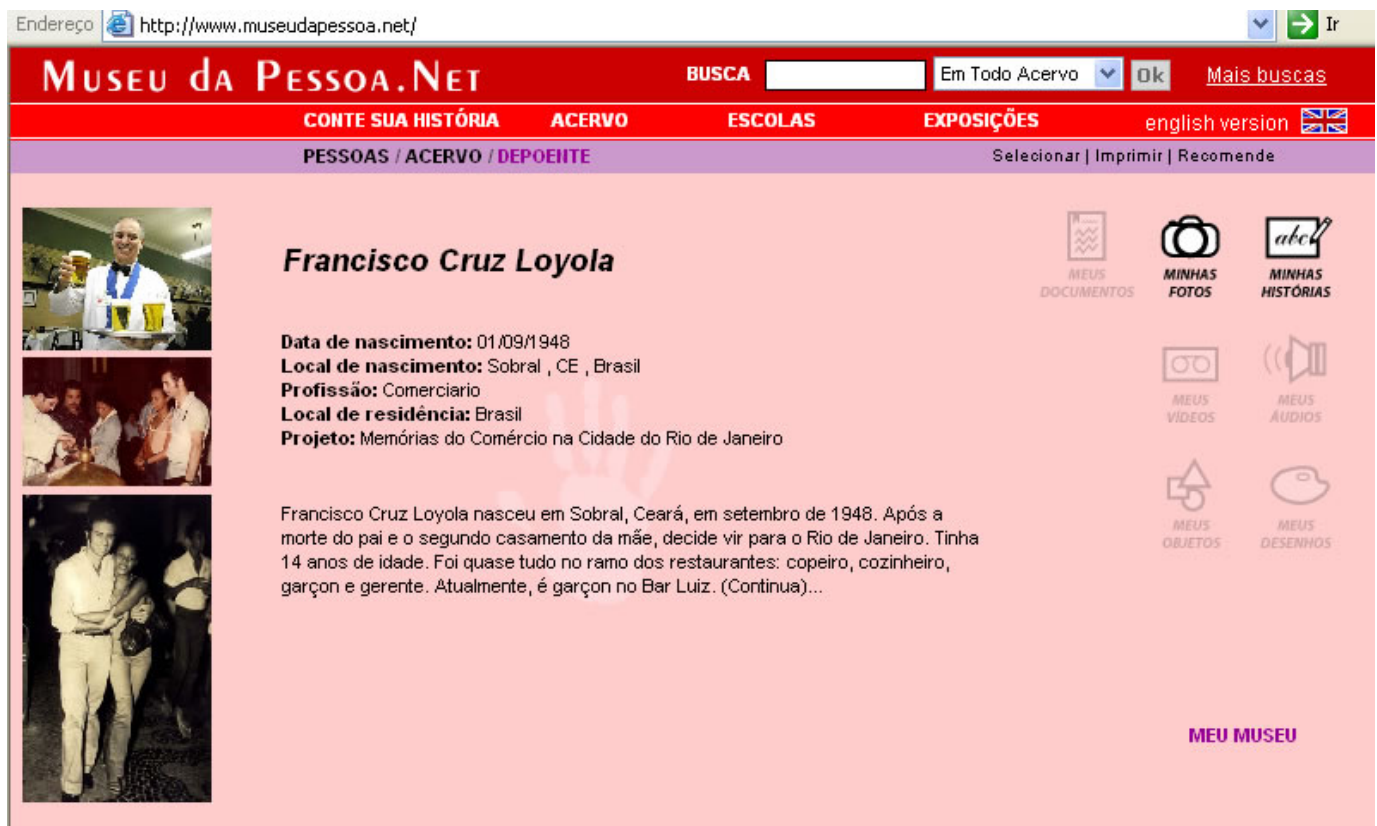 Endereço http://www.museudapessoa.net/ Ir
MUSEU dA PESSOA.NET BUSCA Em Todo Acervo Ok Mais buscas
CONTE SUA HISTÓRIA ACERVO ESCOLAS EXPOSIÇÕES english version
PESSOAS / ACERVO / DEPOENTE Selecionar | Imprimir | Recomende
abc
Francisco Cruz Loyola
MEUS DOCUMENTOS
MINHAS FOTOS
MINHAS HISTÓRIAS
Data de nascimento: 01/09/1948
Local de nascimento: Sobral , CE , Brasil
Profissão: Comerciario
Local de residência: Brasil
Projeto: Memórias do Comércio na Cidade do Rio de Janeiro
MEUS VÍDEOS
MEUS ÁUDIOS
Francisco Cruz Loyola nasceu em Sobral, Ceará, em setembro de 1948. Após a
morte do pai e o segundo casamento da mãe, decide vir para o Rio de Janeiro. Tinha
14 anos de idade. Foi quase tudo no ramo dos restaurantes: copeiro, cozinheiro,
garçon e gerente. Atualmente, é garçon no Bar Luiz. (Continua)...
MEUS OBJETOS
MEUS DESENHOS
MEU MUSEU